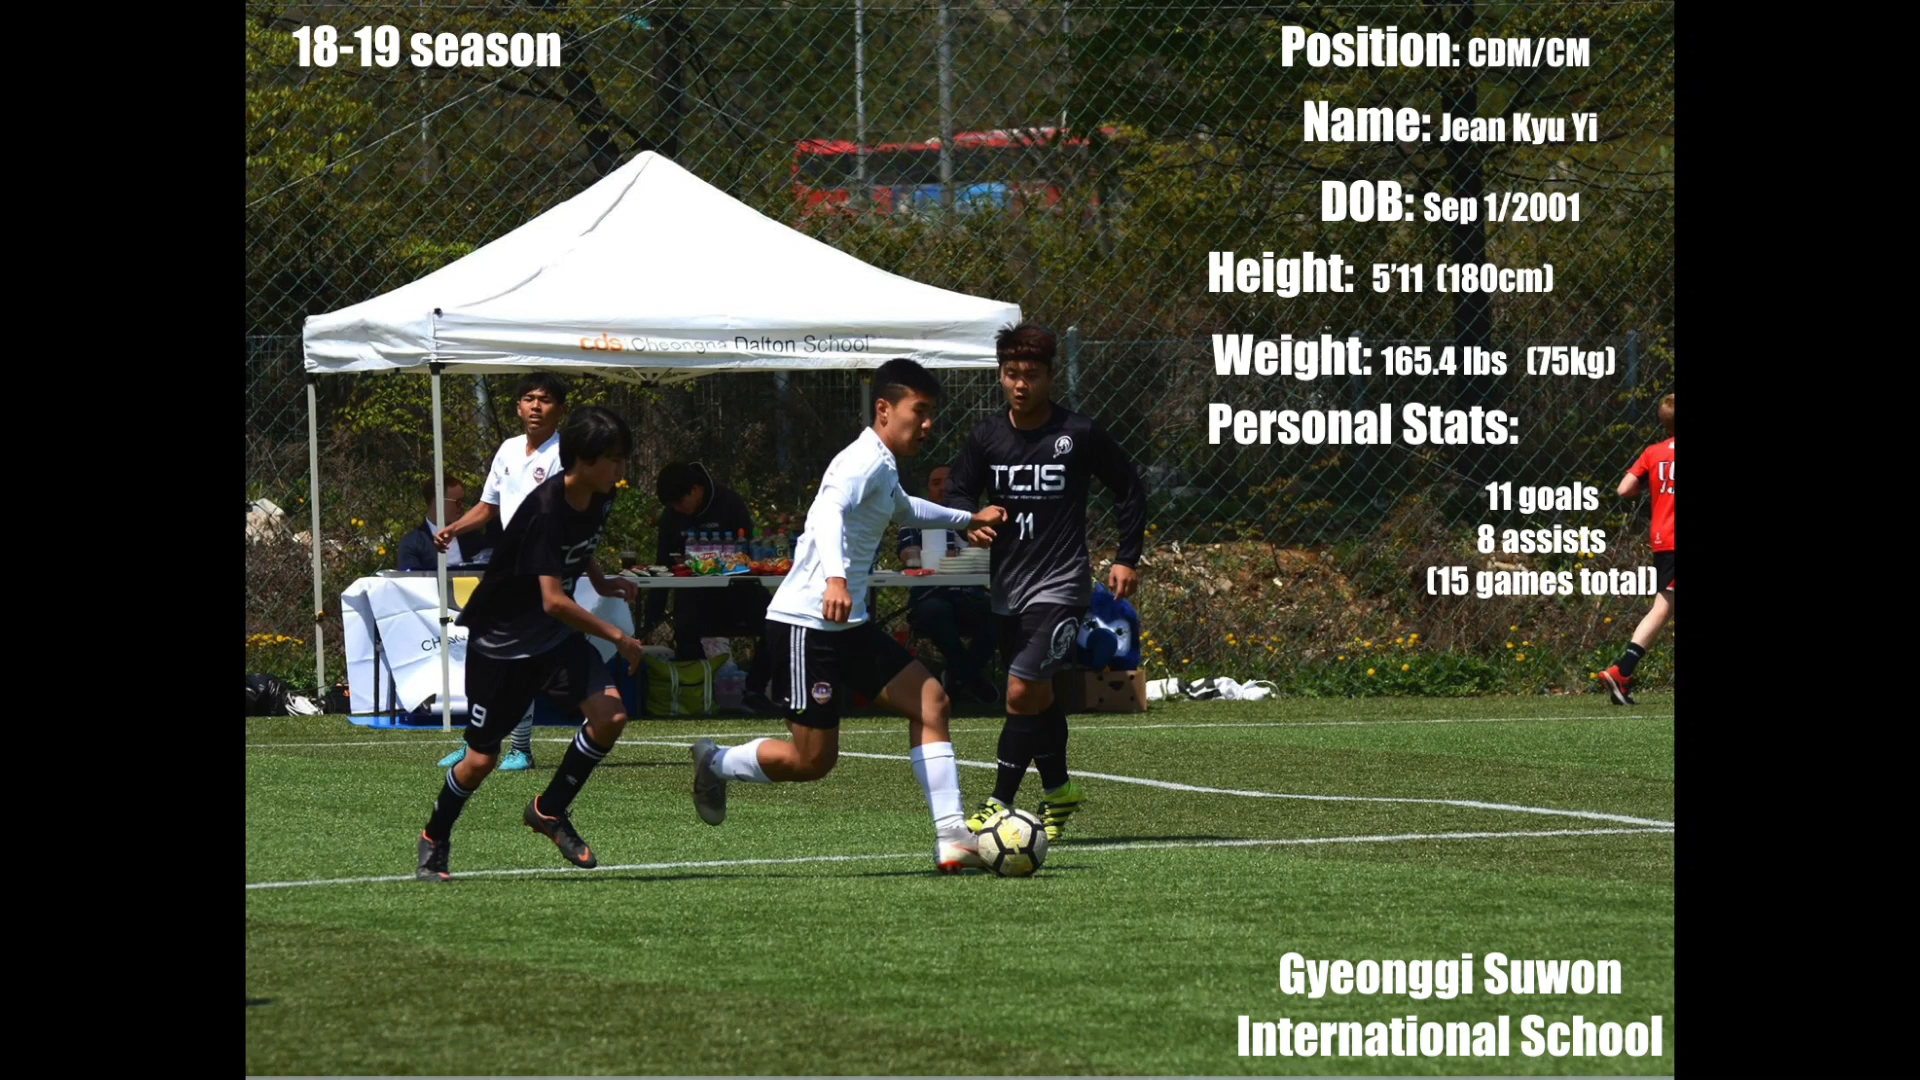 18-19 season
Position: CDM/CM
Name: Jean Kyu Yi
DOB: Sep 1/2001
Height: 5'11 (180cm)
Weight: 165.4 lbs (75kg)
Personal Stats:
11 goals
8 assists
(15 games total)
cds Cheongna Dalton School
TCIS
11
9
Gyeonggi Suwon
International School